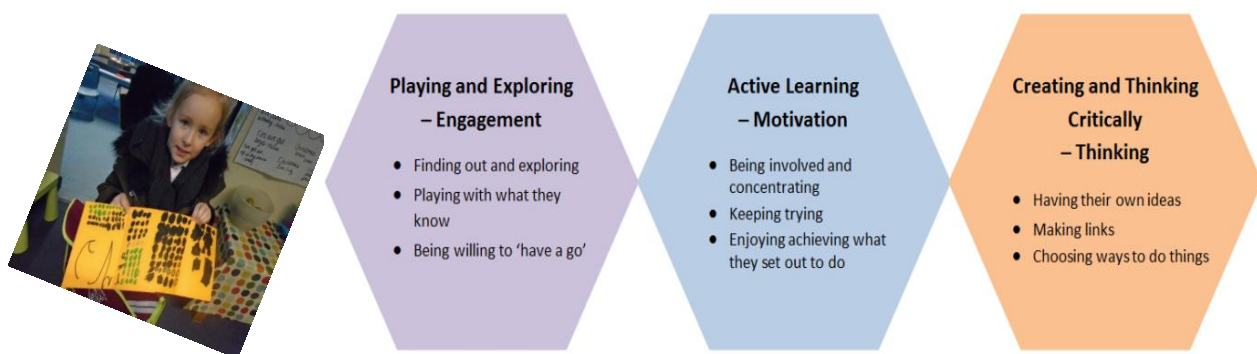 Playing and Exploring
– Engagement
● Finding out and exploring
● Playing with what they
know
● Being willing to ‘have a go’
Active Learning
– Motivation
● Being involved and
concentrating
● Keeping trying
● Enjoying achieving what
they set out to do
Creating and Thinking
Critically
– Thinking
● Having their own ideas
● Making links
● Choosing ways to do things